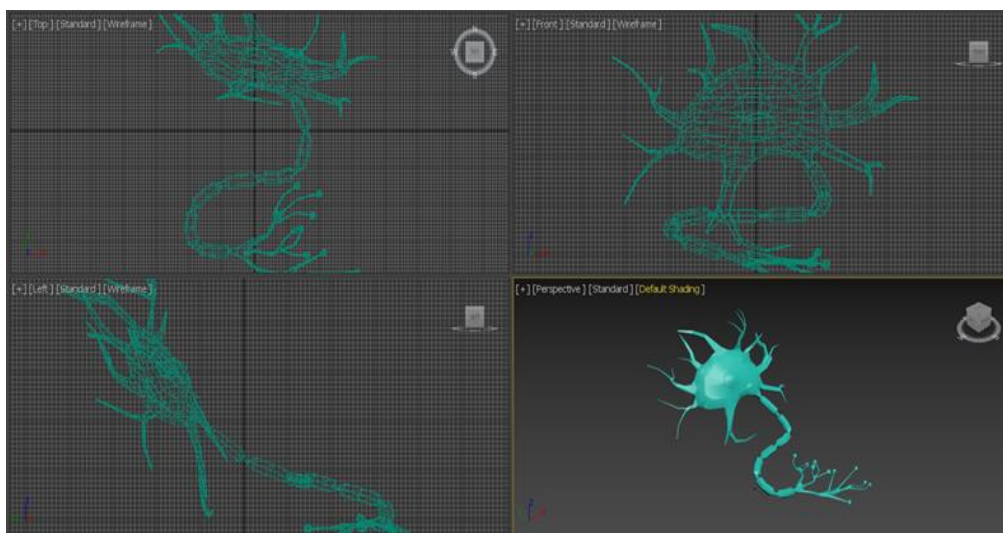 [+] [Top] [Standard] [Wireframe]
[+] [Front] [Standard] [Wireframe]
[+] [Left] [Standard] [Wireframe]
[+] [Perspective] [Standard] [Default Shading]